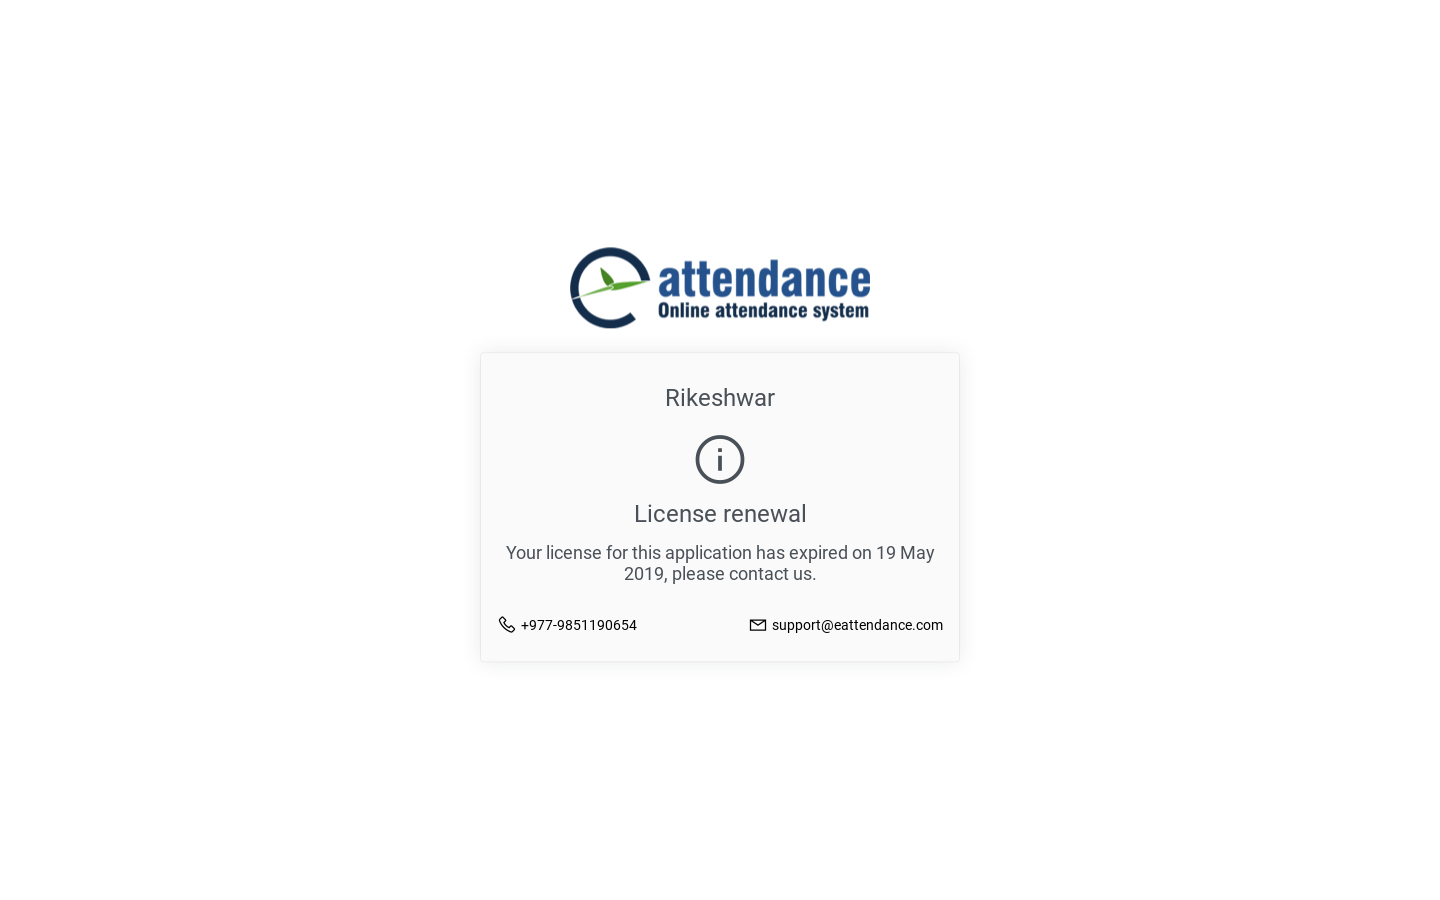 attendance
Online attendance system
Rikeshwar
License renewal
Your license for this application has expired on 19 May
2019, please contact us.
+977-9851190654
support@eattendance.com